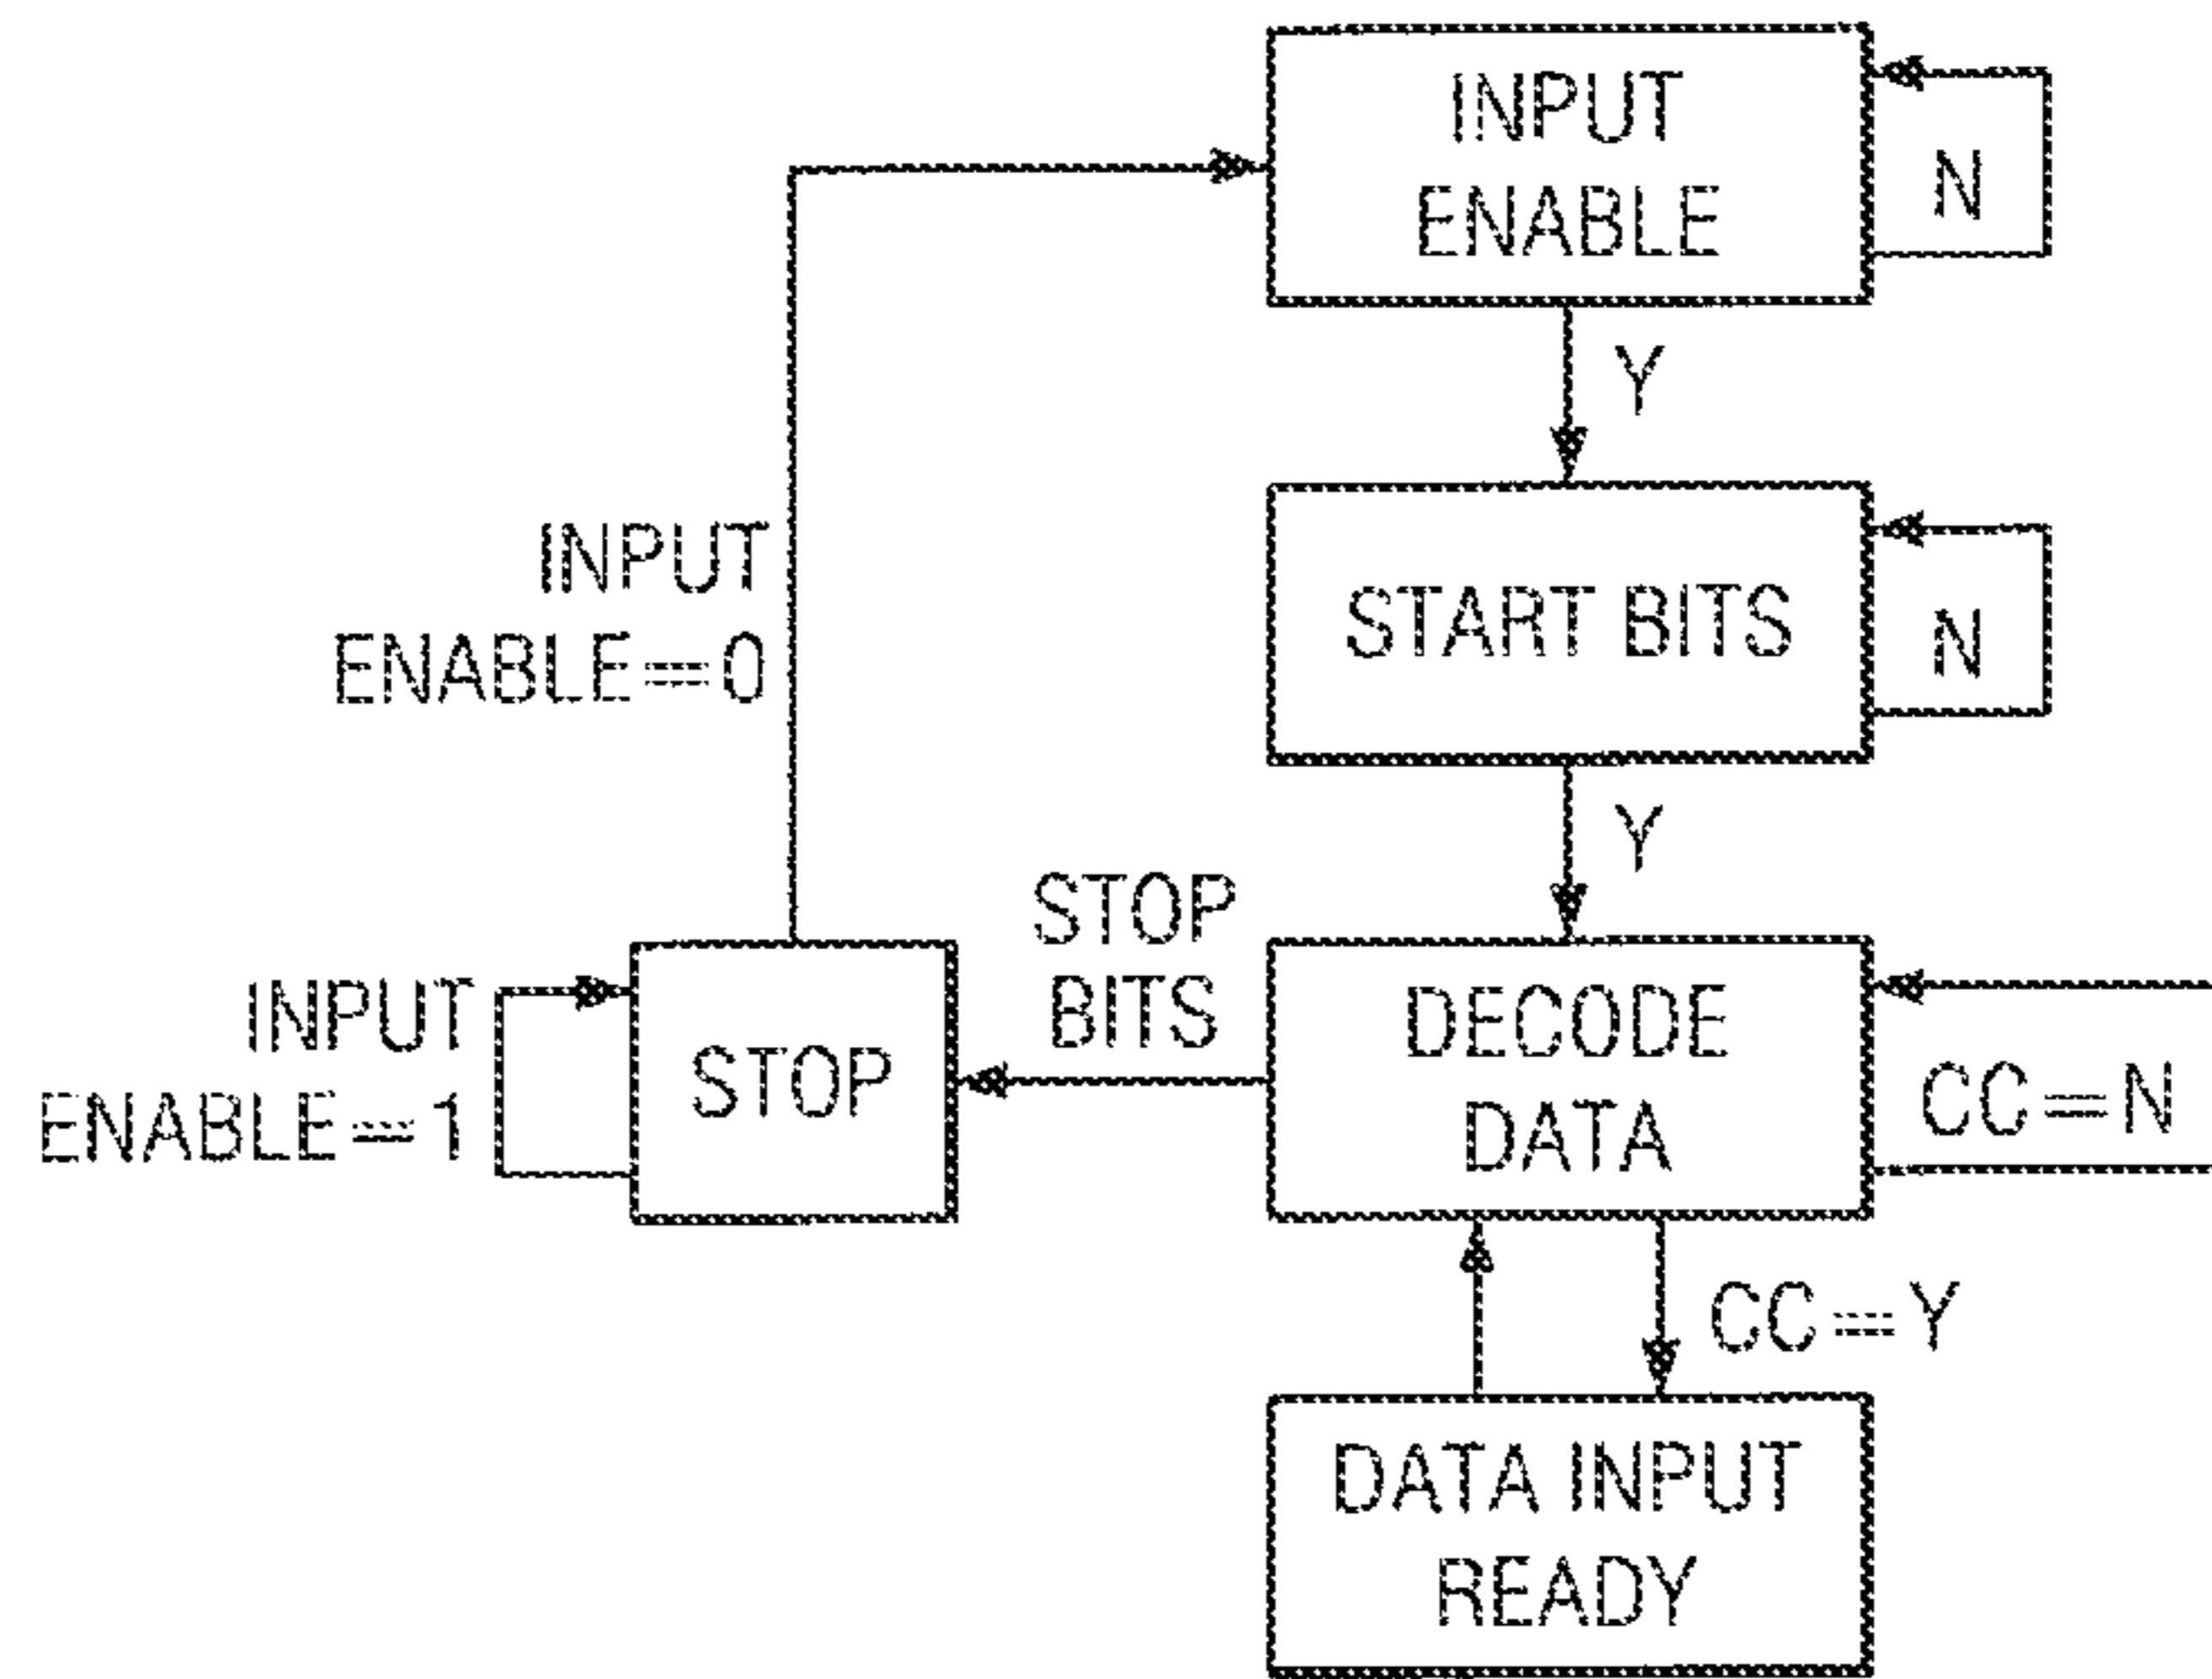 INPUT
ENABLE
N
Y
START BITS
N
INPUT
ENABLE=0
Y
STOP
BITS
DECODE
DATA
CC=N
INPUT
ENABLE=1
STOP
CC=Y
DATA INPUT
READY